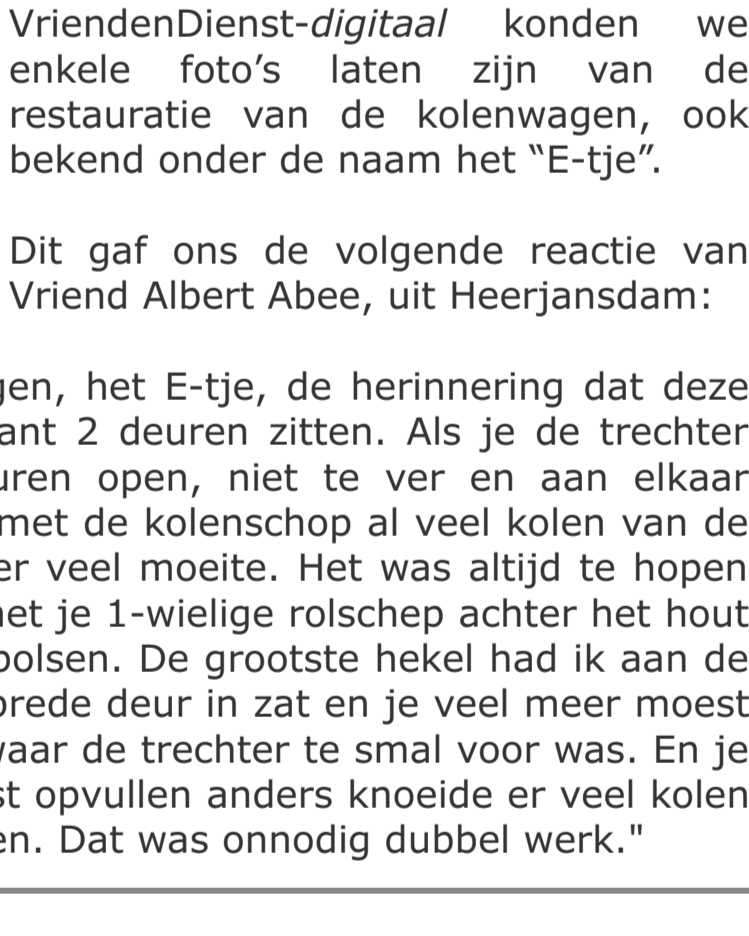 VriendenDienst-digitaal konden we
enkele foto's laten zijn van de
restauratie van de kolenwagen, ook
bekend onder de naam het “E-tje”.
Dit gaf ons de volgende reactie van
Vriend Albert Abee, uit Heerjansdam:
gen, het E-tje, de herinnering dat deze
ant 2 deuren zitten. Als je de trechter
uren open, niet te ver en aan elkaar
met de kolenschop al veel kolen van de
er veel moeite. Het was altijd te hopen
met je 1-wielige rolschep achter het hout
polsen. De grootste hekel had ik aan de
brede deur in zat en je veel meer moest
waar de trechter te smal voor was. En je
st opvullen anders knoeide er veel kolen
en. Dat was onnodig dubbel werk."